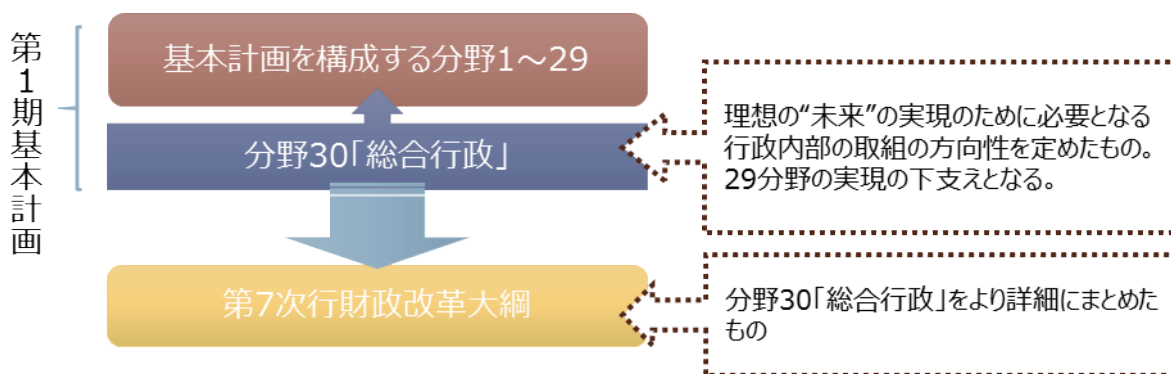 第1期基本計画
基本計画を構成する分野1～29
分野30「総合行政」
理想の“未来”の実現のために必要となる
行政内部の取組の方向性を定めたもの。
29分野の実現の下支えとなる。
第7次行財政改革大綱
分野30「総合行政」をより詳細にまとめた
もの